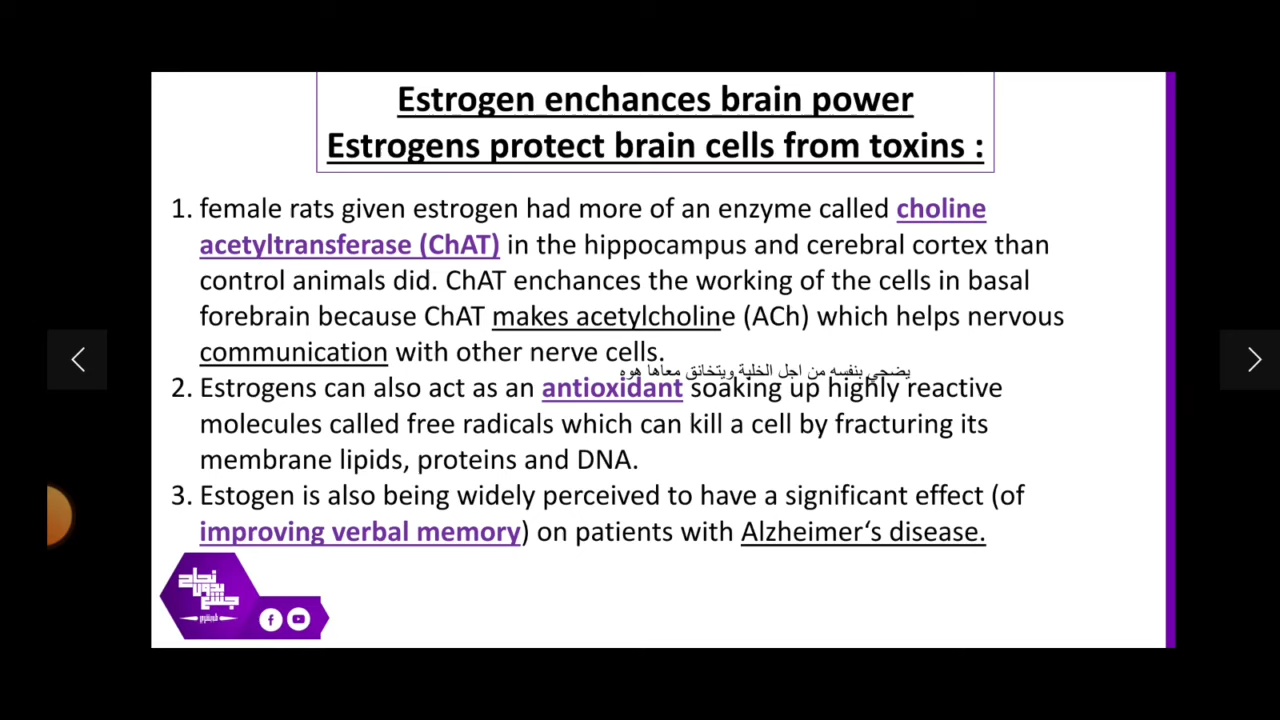 Estrogen enchances brain power
Estrogens protect brain cells from toxins :
1. female rats given estrogen had more of an enzyme called choline
acetyltransferase (ChAT) in the hippocampus and cerebral cortex than
control animals did. ChAT enchances the working of the cells in basal
forebrain because ChAT makes acetylcholine (ACh) which helps nervous
communication with other nerve cells.
يضحي بنفسه من اجل الخلية ويتخانق معاها هوه
2. Estrogens can also act as an antioxidant soaking up highly reactive
molecules called free radicals which can kill a cell by fracturing its
membrane lipids, proteins and DNA.
3. Estogen is also being widely perceived to have a significant effect (of
improving verbal memory) on patients with Alzheimer‘s disease.
نجاح
بدون